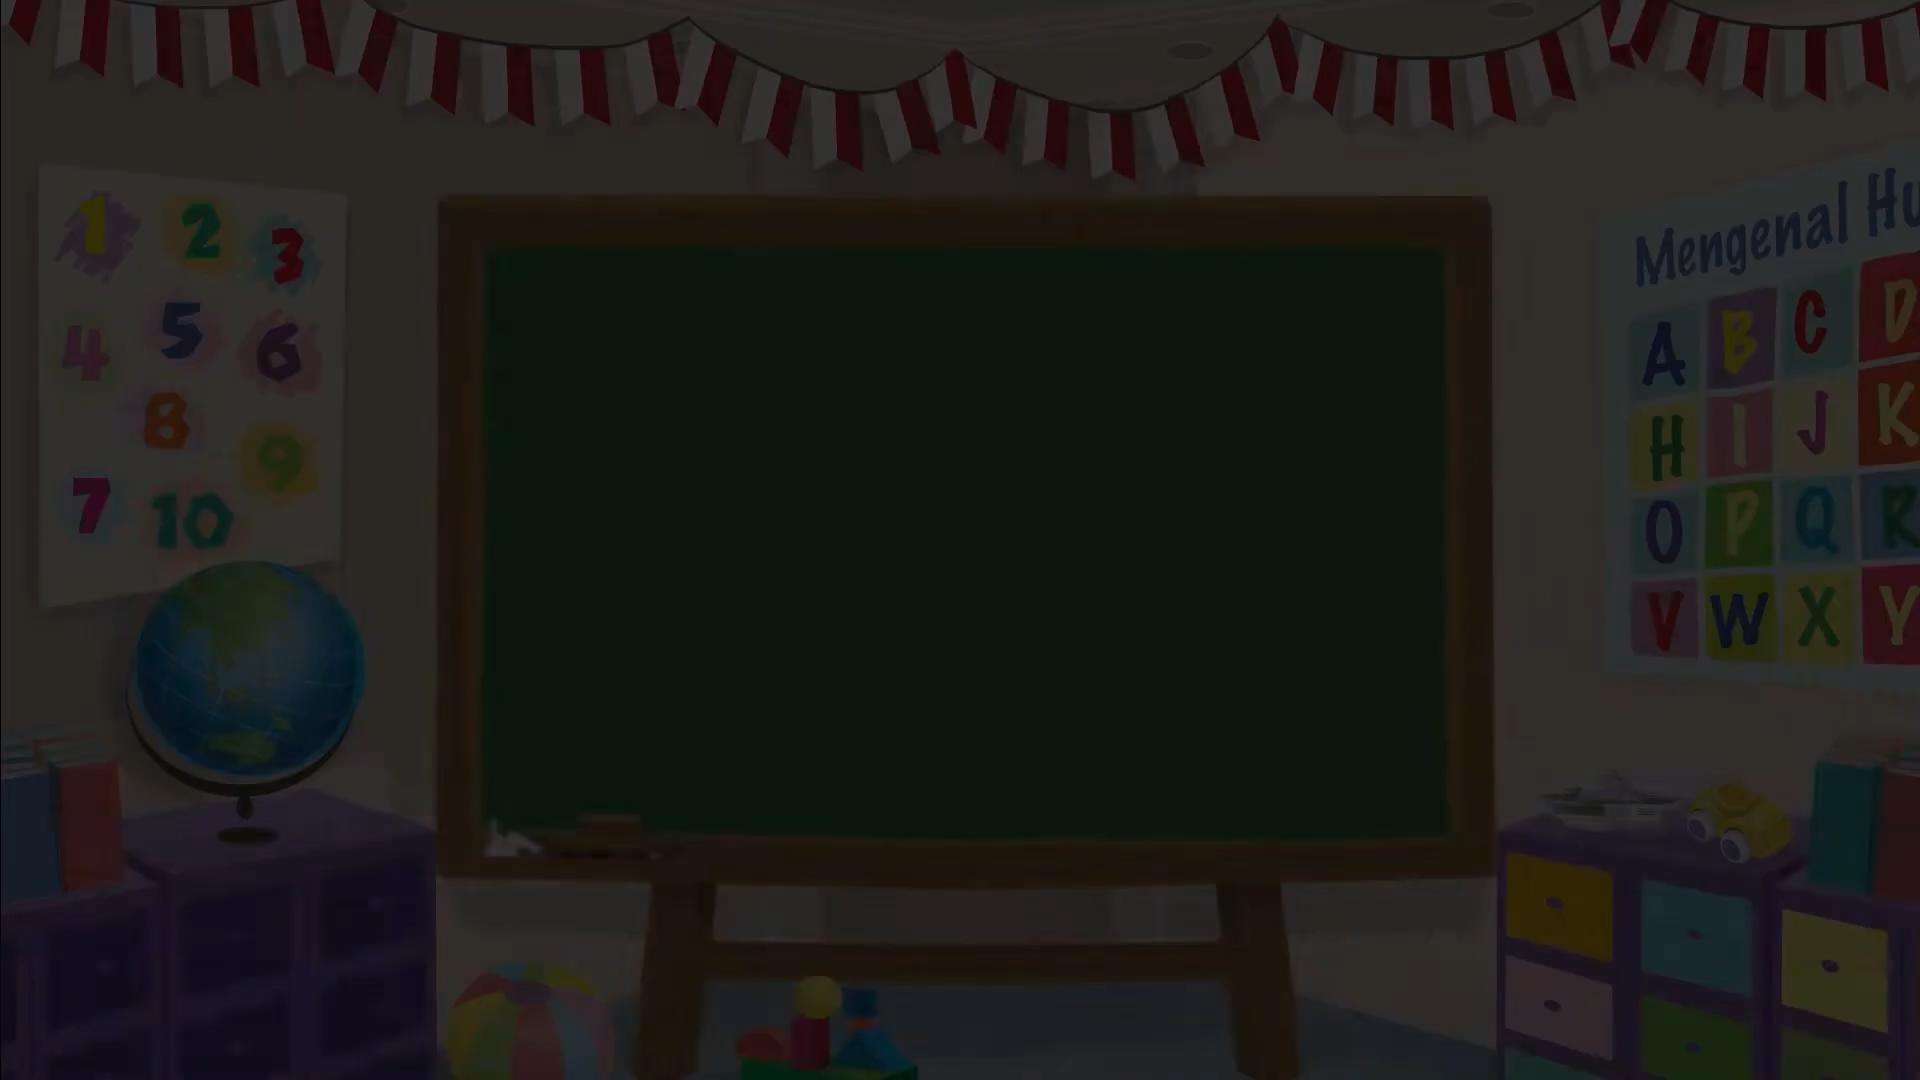 1 2 3
4 5 6
8
9
7 10
Mengenal Hu
A B C D
H I J K
O P Q R
V W X Y